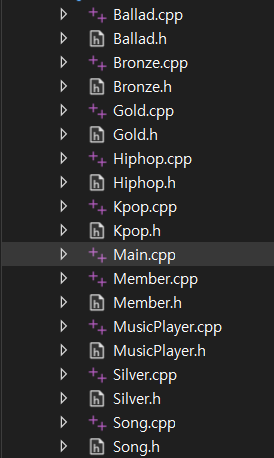 Ballad.cpp
Ballad.h
Bronze.cpp
Bronze.h
Gold.cpp
Gold.h
Hiphop.cpp
Hiphop.h
Kpop.cpp
Kpop.h
Main.cpp
Member.cpp
Member.h
MusicPlayer.cpp
MusicPlayer.h
Silver.cpp
Silver.h
Song.cpp
Song.h